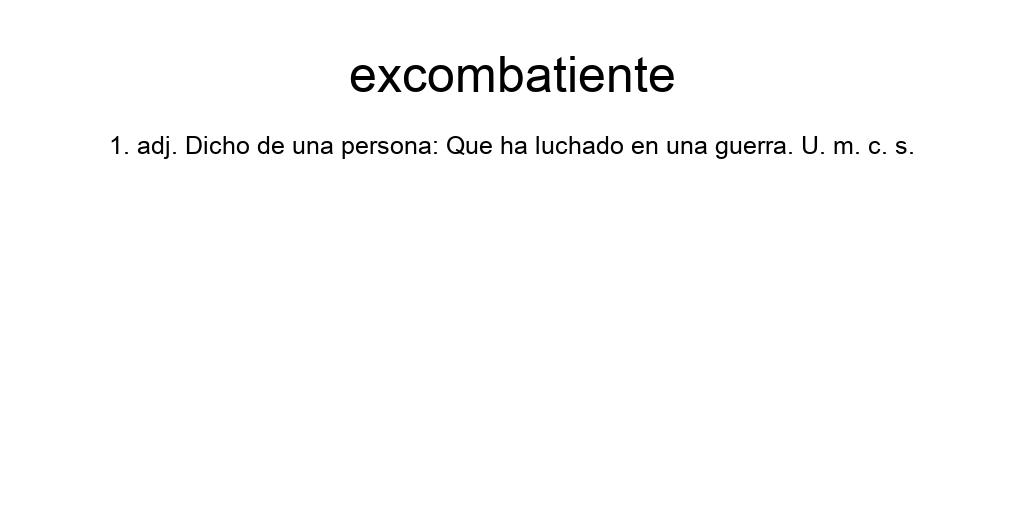 excombatiente
1. adj. Dicho de una persona: Que ha luchado en una guerra. U. m. c. s.